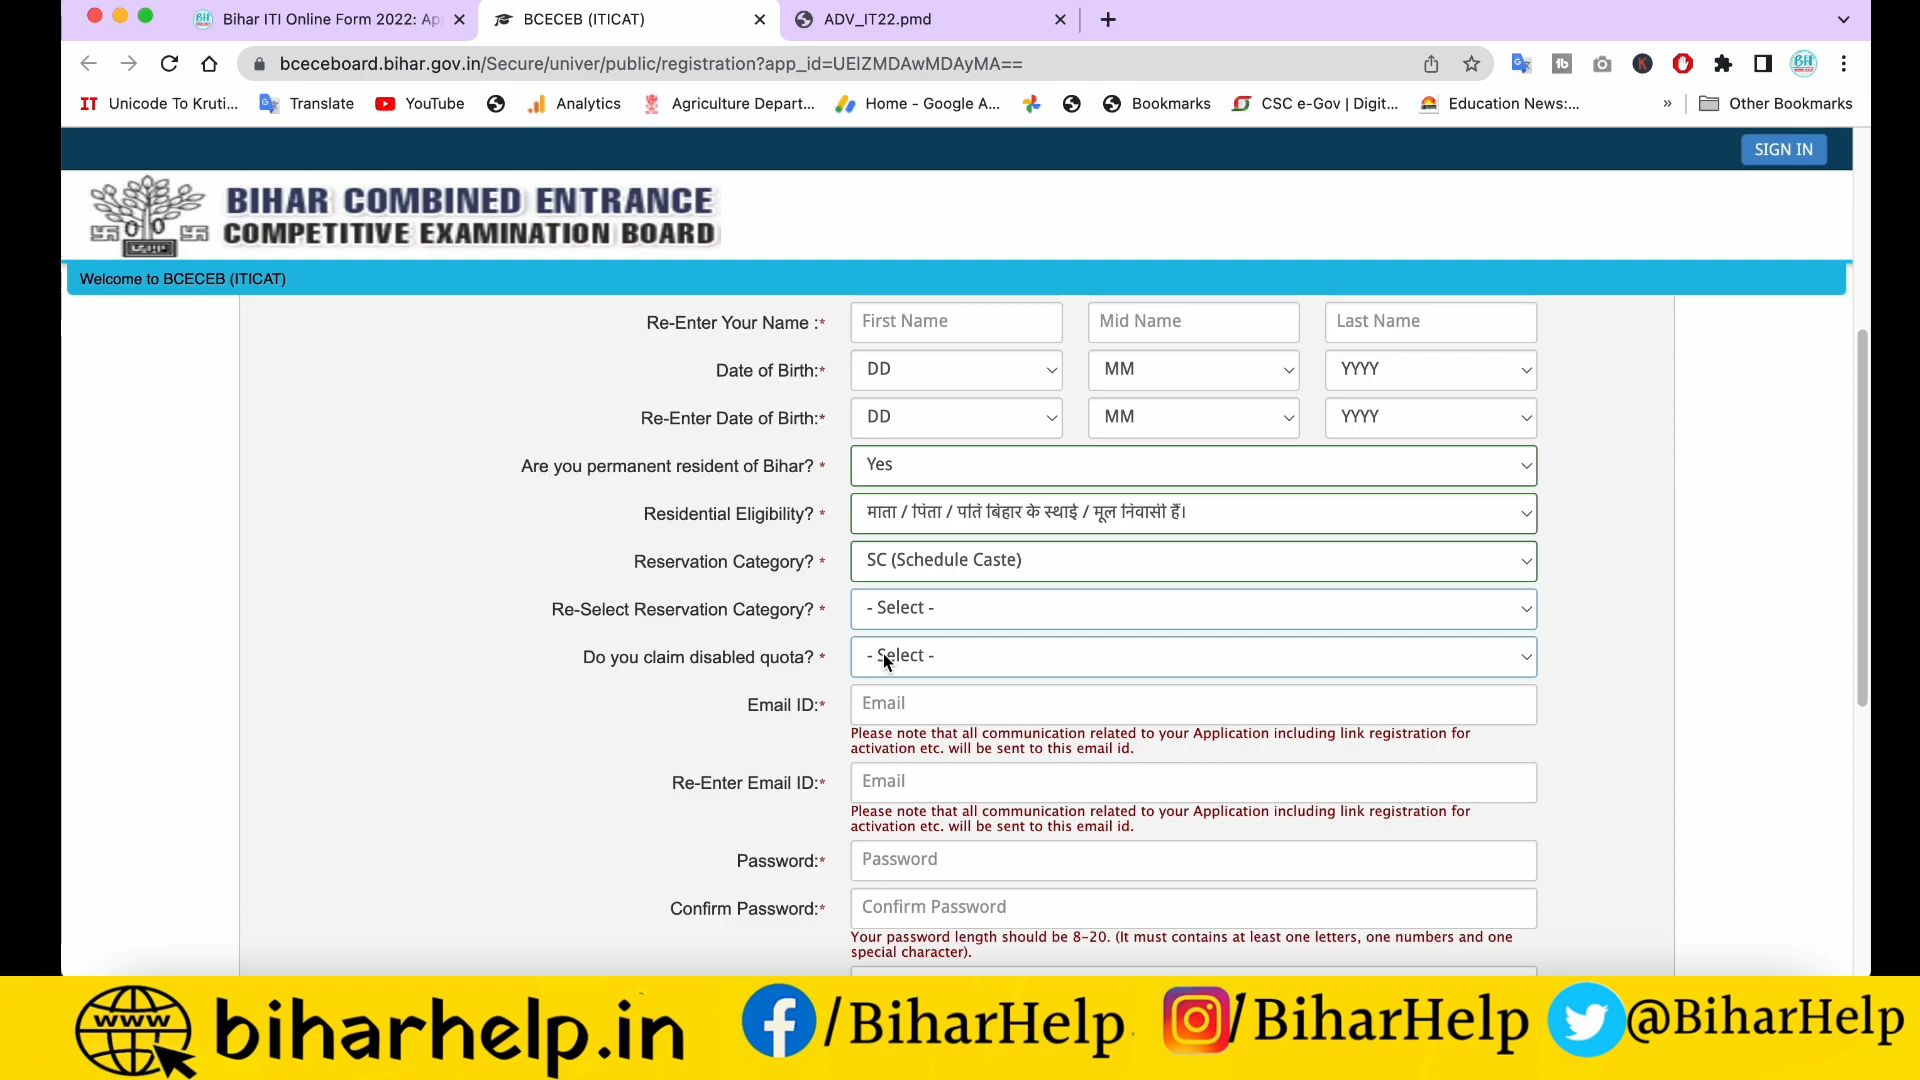 Bihar ITI Online Form 2022: Ap
BCECEB (ITICAT)
ADV_IT22.pmd
bceceboard.bihar.gov.in/Secure/univer/public/registration?app_id=UEIZMDAwMDAyMA==
IT Unicode To Kruti... Translate YouTube Analytics Agriculture Depart... Home - Google A... Bookmarks CSC e-Gov | Digit... Education News:... » Other Bookmarks
SIGN IN
BIHAR COMBINED ENTRANCE
COMPETITIVE EXAMINATION BOARD
Welcome to BCECEB (ITICAT)
Re-Enter Your Name :* First Name Mid Name Last Name
Date of Birth:* DD MM YYYY
Re-Enter Date of Birth:* DD MM YYYY
Are you permanent resident of Bihar? * Yes
Residential Eligibility? * माता / पिता / पति बिहार के स्थाई / मूल निवासी हैं।
Reservation Category? * SC (Schedule Caste)
Re-Select Reservation Category? * - Select -
Do you claim disabled quota? * - Select -
Email ID:* Email
Please note that all communication related to your Application including link registration for
activation etc. will be sent to this email id.
Re-Enter Email ID:* Email
Please note that all communication related to your Application including link registration for
activation etc. will be sent to this email id.
Password:* Password
Confirm Password:* Confirm Password
Your password length should be 8-20. (It must contains at least one letters, one numbers and one
special character).
www biharhelp.in /BiharHelp /BiharHelp @BiharHelp